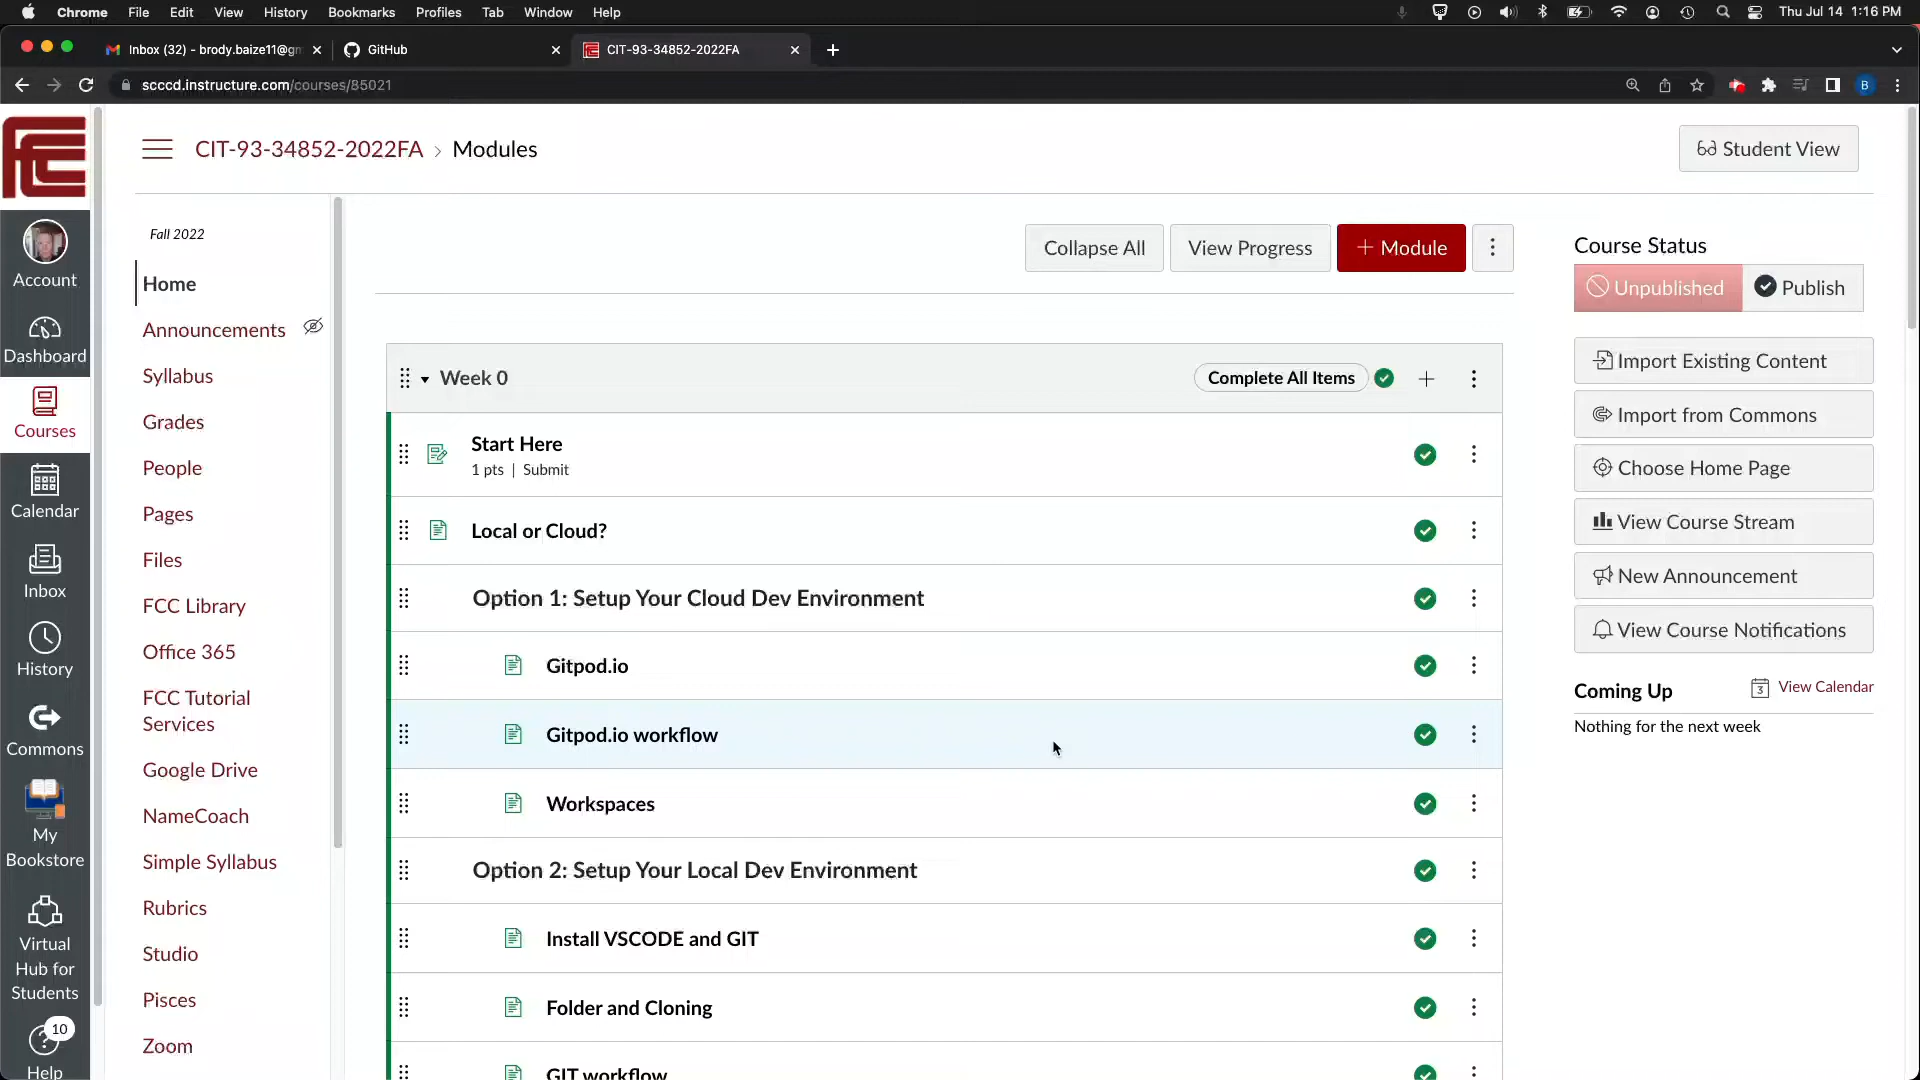 Chrome File Edit View History Bookmarks Profiles Tab Window Help Thu Jul 14 1:16 PM
Inbox (32) - brody.baize11@gm GitHub CIT-93-34852-2022FA
scccd.instructure.com/courses/85021 B
CIT-93-34852-2022FA › Modules
Student View
Account
Dashboard
Courses
Calendar
Inbox
History
Commons
My
Bookstore
Virtual
Hub for
Students
10
Help
Fall 2022
Home
Announcements
Syllabus
Grades
People
Pages
Files
FCC Library
Office 365
FCC Tutorial
Services
Google Drive
NameCoach
Simple Syllabus
Rubrics
Studio
Pisces
Zoom
Collapse All View Progress + Module
Week 0 Complete All Items
Start Here
1 pts | Submit
Local or Cloud?
Option 1: Setup Your Cloud Dev Environment
Gitpod.io
Gitpod.io workflow
Workspaces
Option 2: Setup Your Local Dev Environment
Install VSCODE and GIT
Folder and Cloning
GIT workflow
Course Status
Unpublished Publish
Import Existing Content
Import from Commons
Choose Home Page
View Course Stream
New Announcement
View Course Notifications
Coming Up 3 View Calendar
Nothing for the next week